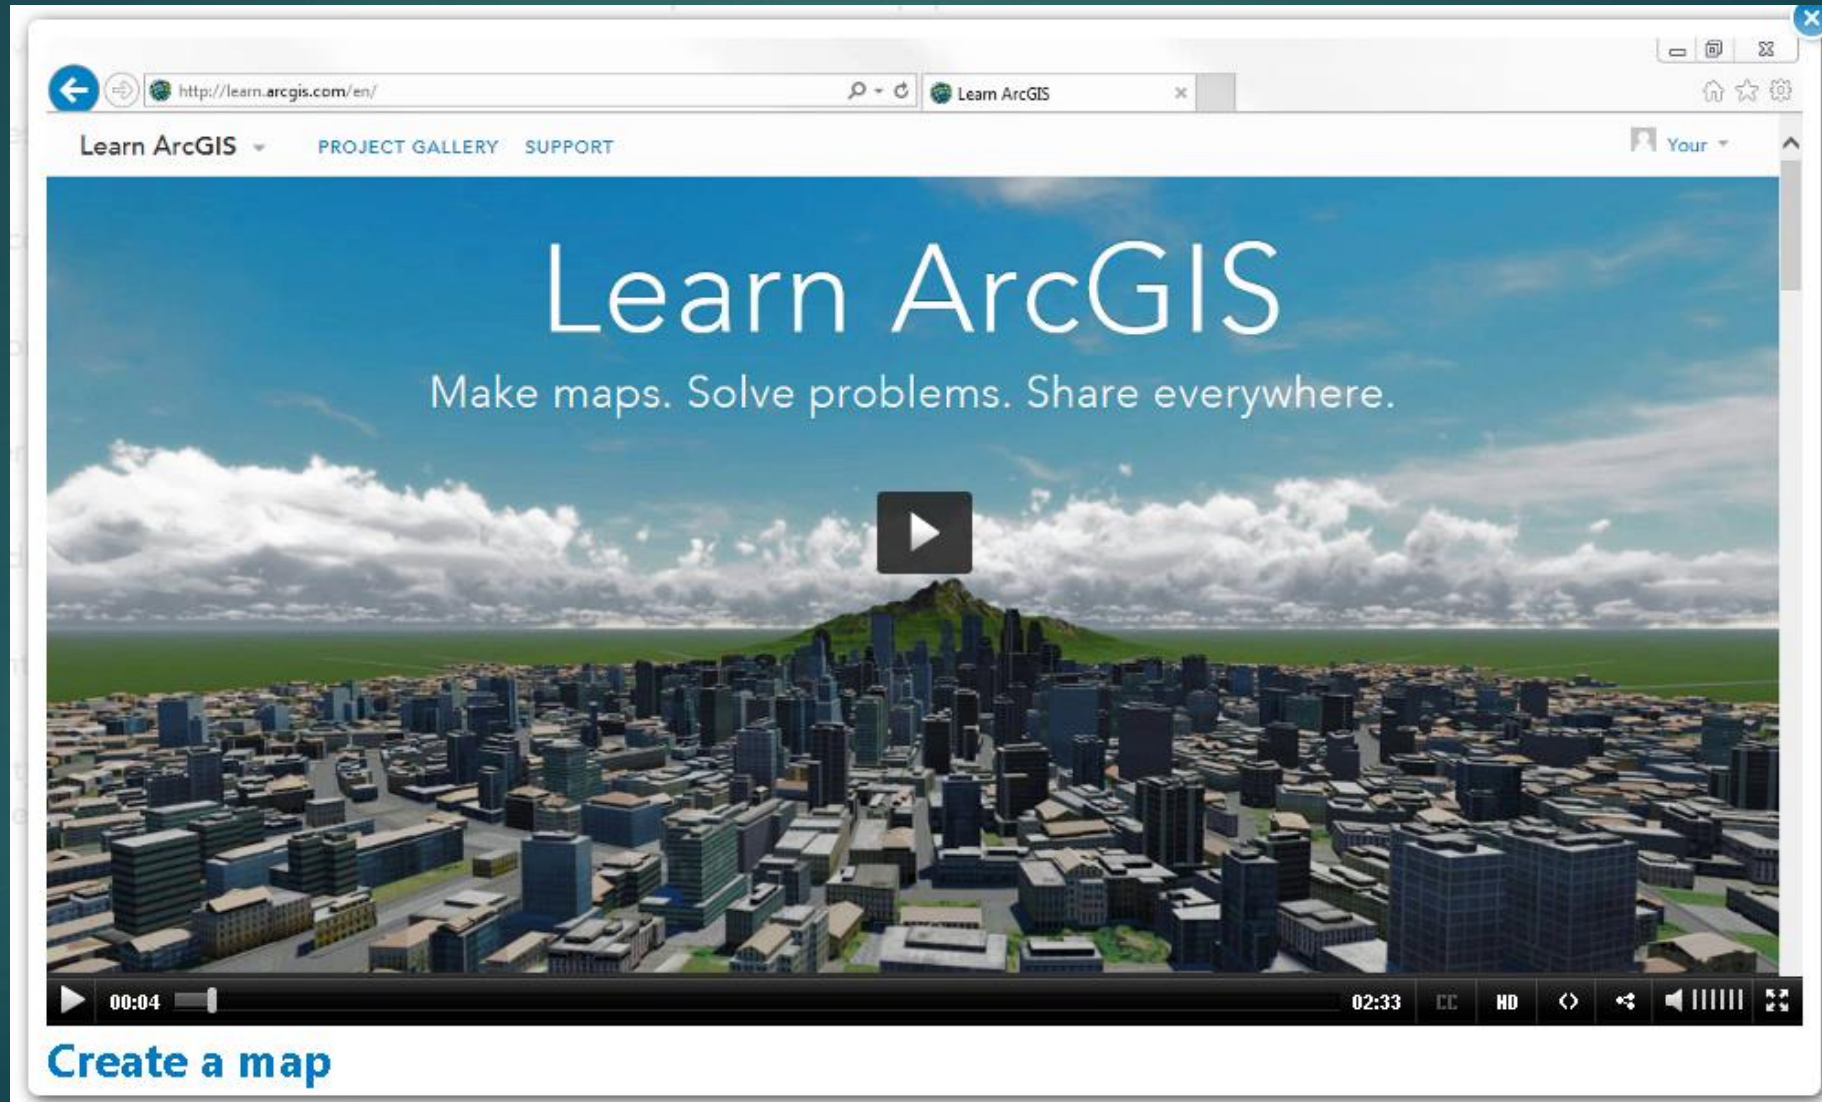 http://learn.arcgis.com/en/
Learn ArcGIS
Learn ArcGIS PROJECT GALLERY SUPPORT Your
Learn ArcGIS
Make maps. Solve problems. Share everywhere.
00:04 02:33 CC HD
Create a map